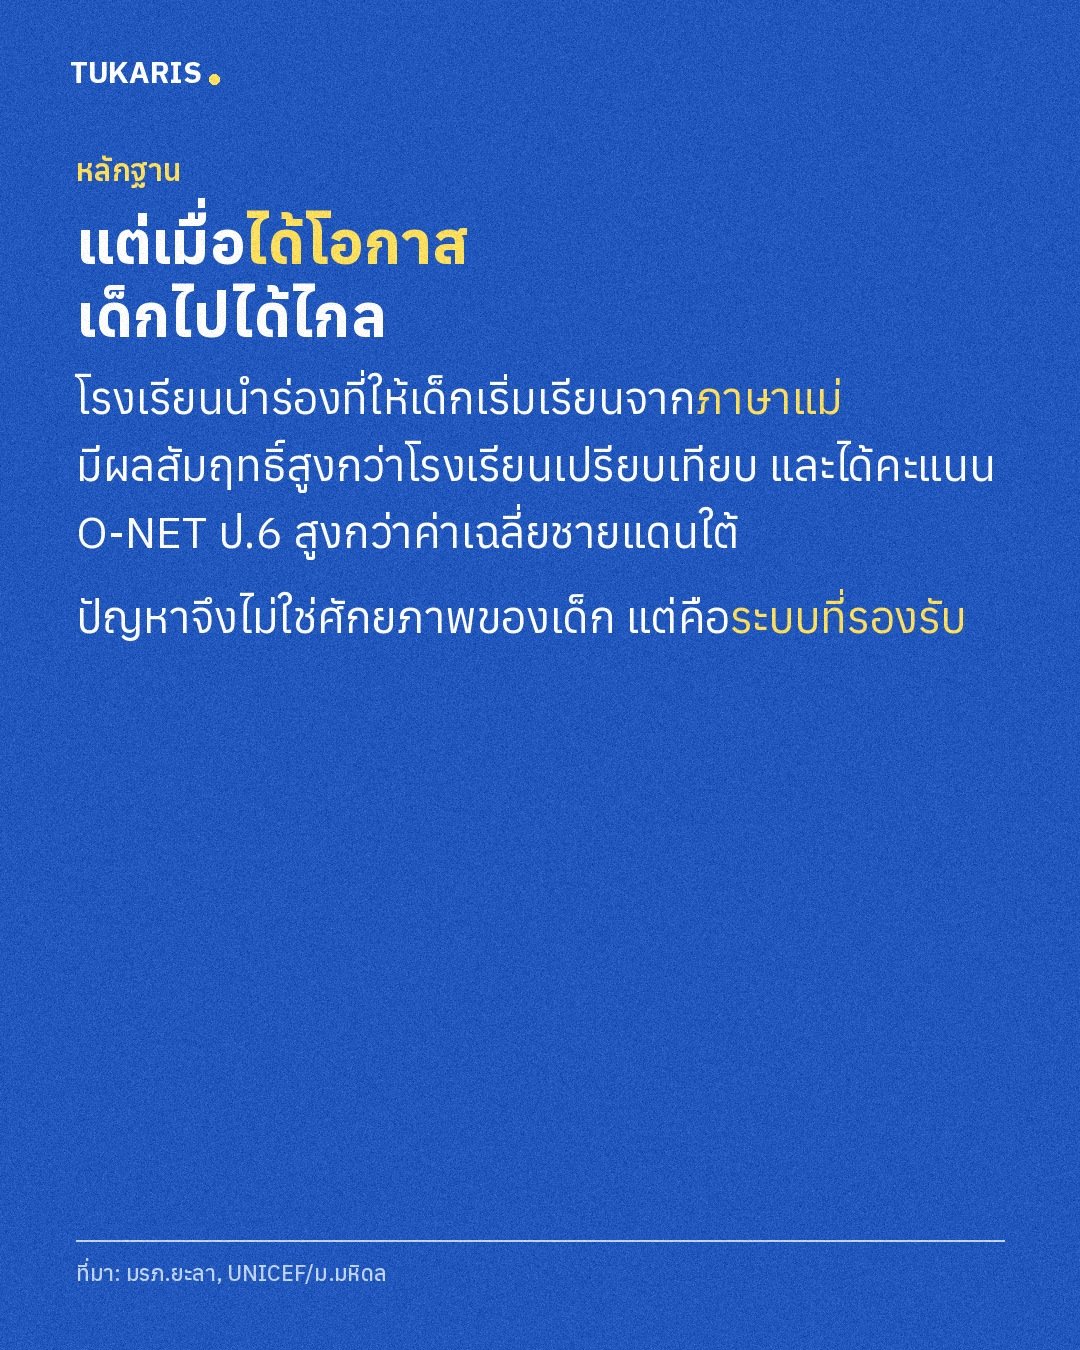 TUKARIS.
หลักฐาน
แต่เมื่อได้โอกาส
เด็กไปได้ไกล
โรงเรียนนำร่องที่ให้เด็กเริ่มเรียนจากภาษาแม่
มีผลสัมฤทธิ์สูงกว่าโรงเรียนเปรียบเทียบ และได้คะแนน
O-NET ป.6 สูงกว่าค่าเฉลี่ยชายแดนใต้
ปัญหาจึงไม่ใช่ศักยภาพของเด็ก แต่คือระบบที่รองรับ
ที่มา: มรภ.ยะลา, UNICEF/ม.มหิดล